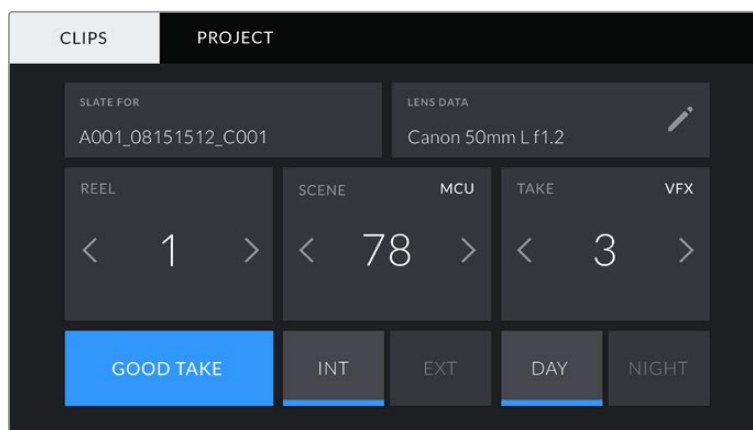 CLIPS PROJECT
SLATE FOR LENS DATA
A001_08151512_C001 Canon 50mm L f1.2
REEL SCENE MCU TAKE VFX
1 78 3
GOOD TAKE INT EXT DAY NIGHT